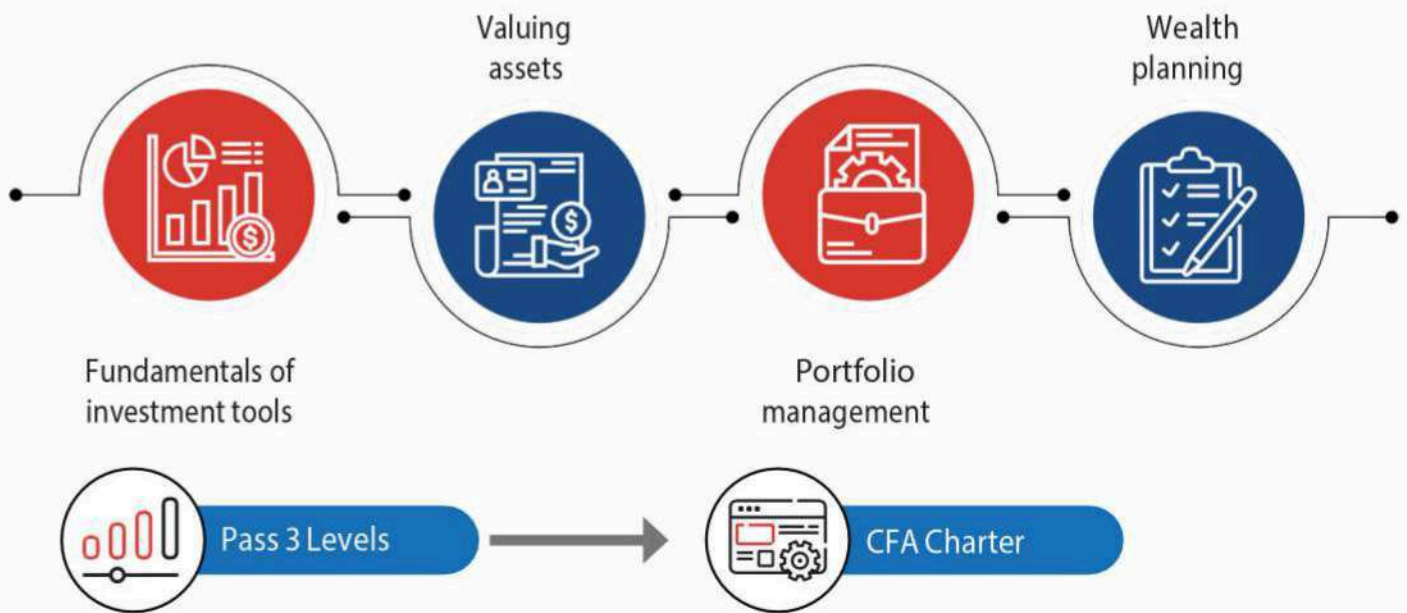 Valuing
assets
Wealth
planning
$
$
Fundamentals of
investment tools
Portfolio
management
Pass 3 Levels
CFA Charter